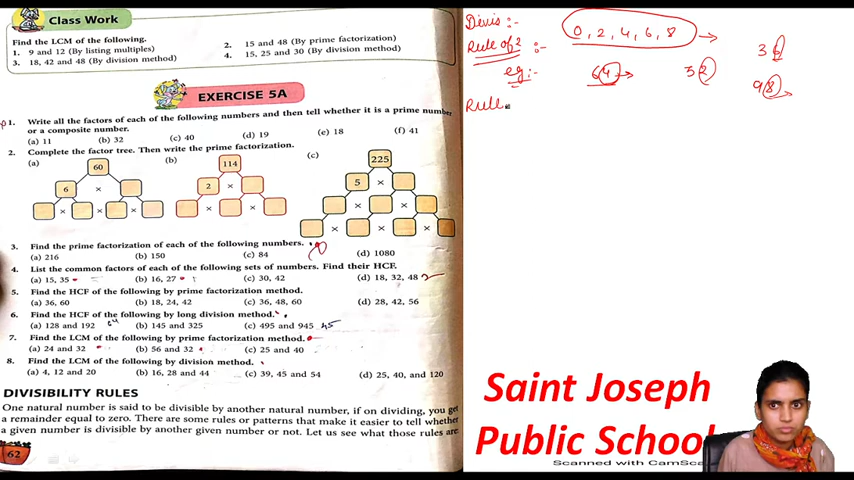 Class Work
Find the LCM of the following.
1. 9 and 12 (By listing multiples)
2. 15 and 48 (By prime factorization)
3. 18, 42 and 48 (By division method)
4. 15, 25 and 30 (By division method)
EXERCISE 5A
1. Write all the factors of each of the following numbers and then tell whether it is a prime number
or a composite number.
(a) 11 (b) 32 (c) 40 (d) 19 (e) 18 (f) 41
2. Complete the factor tree. Then write the prime factorization.
(a) (b) (c)
60 114 225
6 × 2 × 5 ×
× × × × × × ×
× × ×
3. Find the prime factorization of each of the following numbers.
(a) 216 (b) 150 (c) 84 (d) 1080
4. List the common factors of each of the following sets of numbers. Find their HCF.
(a) 15, 35 (b) 16, 27 (c) 30, 42 (d) 18, 32, 48
5. Find the HCF of the following by prime factorization method.
(a) 36, 60 (b) 18, 24, 42 (c) 36, 48, 60 (d) 28, 42, 56
6. Find the HCF of the following by long division method.
(a) 128 and 192 64 (b) 145 and 325 (c) 495 and 945 45
7. Find the LCM of the following by prime factorization method.
(a) 24 and 32 (b) 56 and 32 (c) 25 and 40
8. Find the LCM of the following by division method.
(a) 4, 12 and 20 (b) 16, 28 and 44 (c) 39, 45 and 54 (d) 25, 40, and 120
DIVISIBILITY RULES
One natural number is said to be divisible by another natural number, if on dividing, you get
a remainder equal to zero. There are some rules or patterns that make it easier to tell whether
a given number is divisible by another given number or not. Let us see what those rules are
62
Devis :-
0, 2, 4, 6, 8
Rule of 2 :-
36
eg :- 64 32
98
Rule
Saint Joseph
Public School
Scanned with CamSca